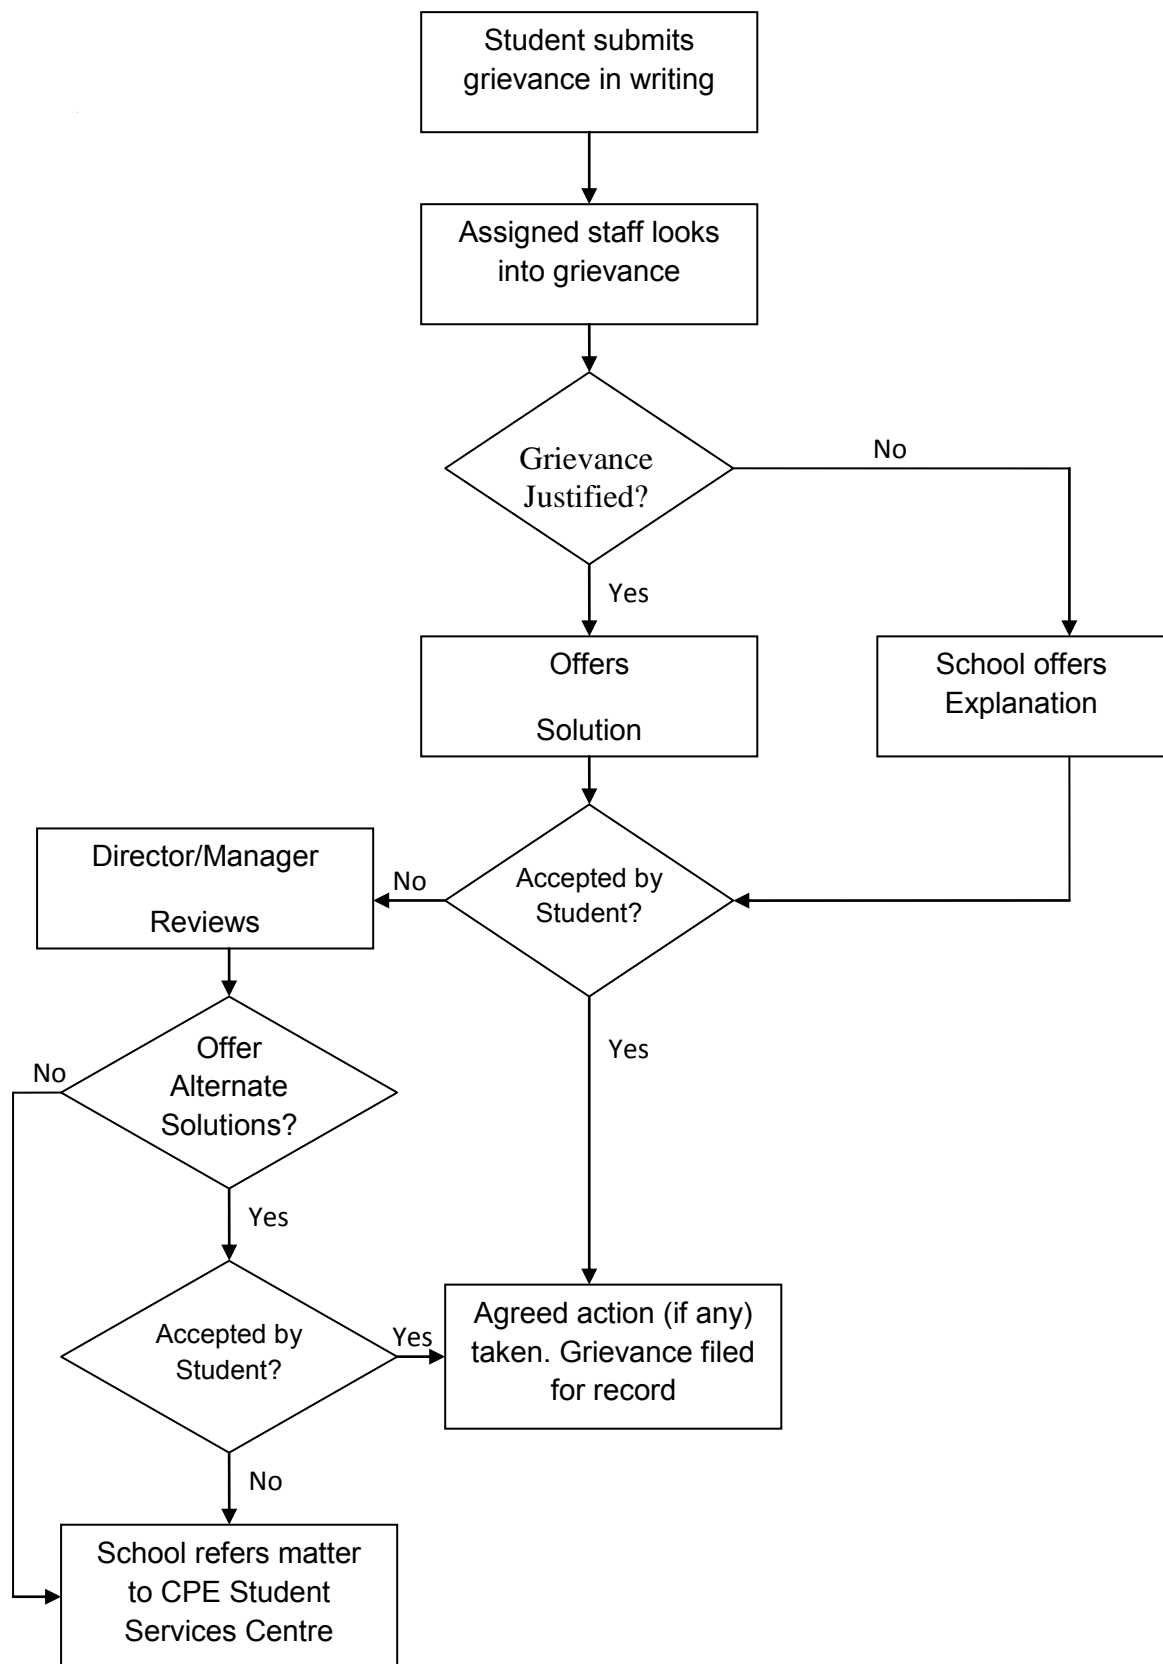 Student submits
grievance in writing
Assigned staff looks
into grievance
Grievance
Justified?
No
Yes
Offers
Solution
School offers
Explanation
Director/Manager
Reviews
No
Accepted by
Student?
Yes
No
Offer
Alternate
Solutions?
Yes
Accepted by
Student?
Yes
Agreed action (if any)
taken. Grievance filed
for record
No
School refers matter
to CPE Student
Services Centre